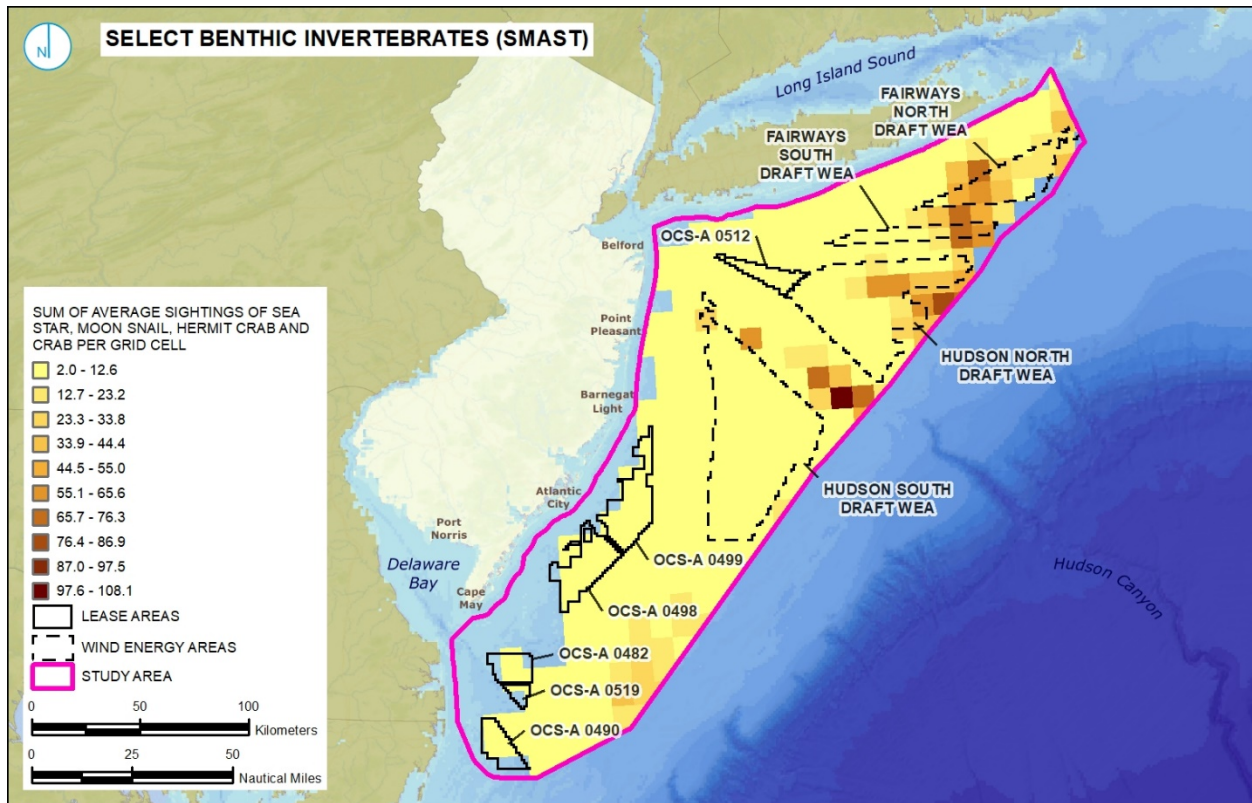 N
SELECT BENTHIC INVERTEBRATES (SMAST)
Long Island Sound
FAIRWAYS
NORTH
DRAFT WEA
FAIRWAYS
SOUTH
DRAFT WEA
OCS-A 0512
Belford
SUM OF AVERAGE SIGHTINGS OF SEA
STAR, MOON SNAIL, HERMIT CRAB AND
CRAB PER GRID CELL
2.0 - 12.6
12.7 - 23.2
23.3 - 33.8
33.9 - 44.4
44.5 - 55.0
55.1 - 65.6
65.7 - 76.3
76.4 - 86.9
87.0 - 97.5
97.6 - 108.1
LEASE AREAS
WIND ENERGY AREAS
STUDY AREA
0 50 100
Kilometers
0 25 50
Nautical Miles
Point
Pleasant
HUDSON NORTH
DRAFT WEA
Barnegat
Light
HUDSON SOUTH
DRAFT WEA
Atlantic
City
Port
Norris
Delaware
Bay
Cape
May
OCS-A 0499
OCS-A 0498
Hudson Canyon
OCS-A 0482
OCS-A 0519
OCS-A 0490